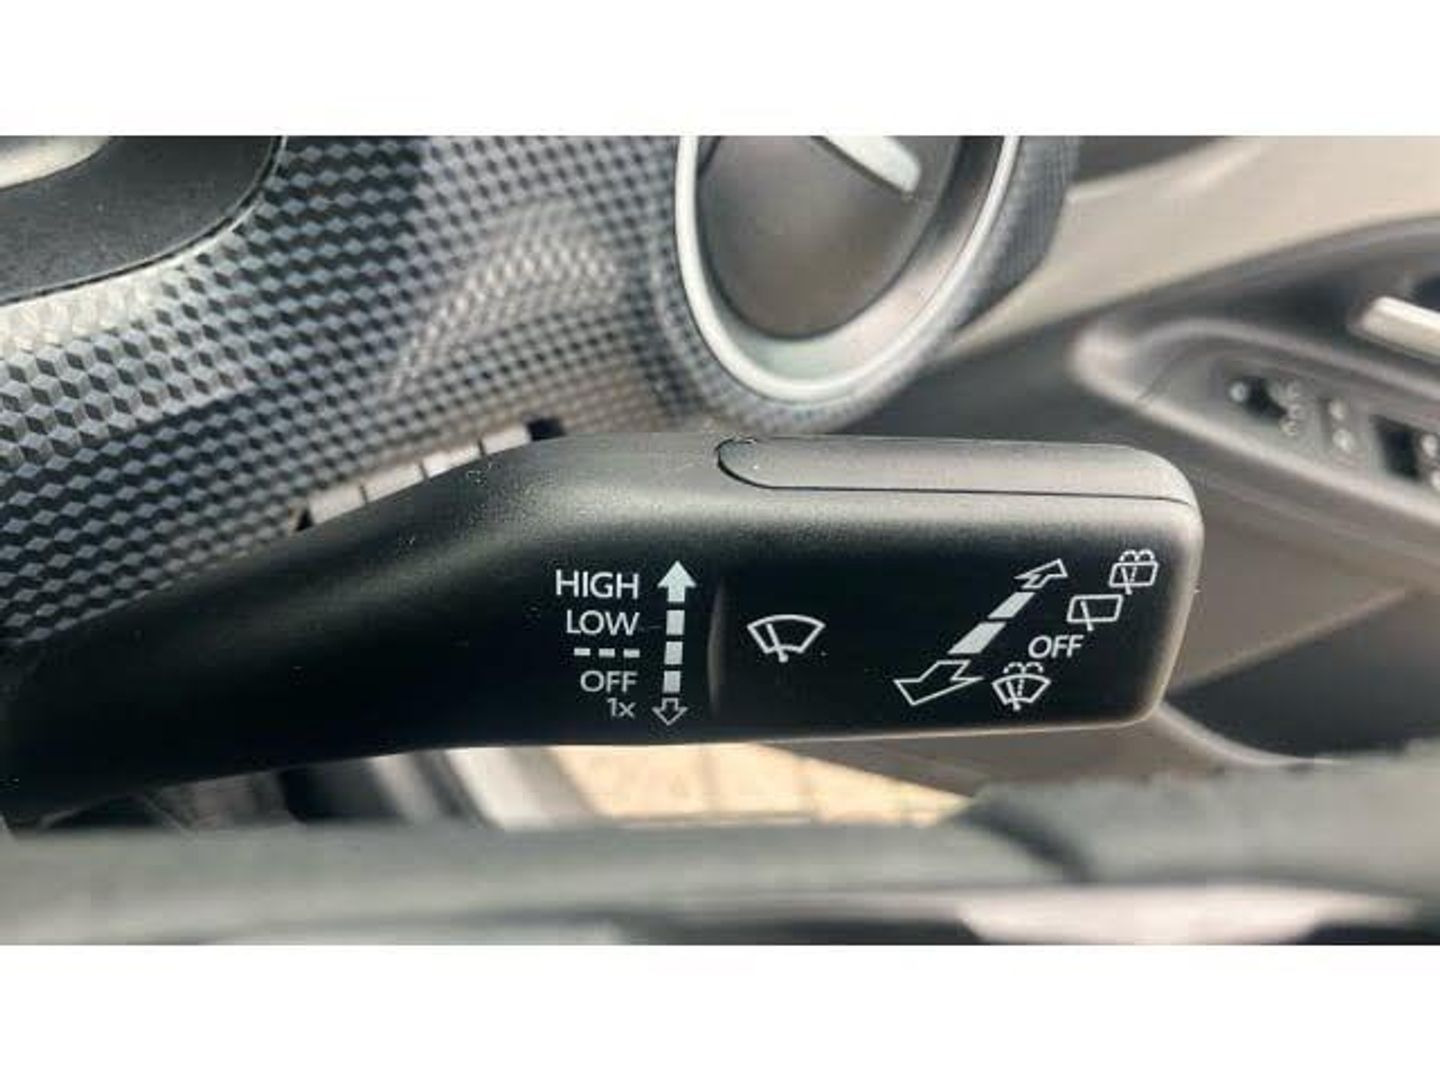 HIGH
LOW
---
OFF
1x
OFF